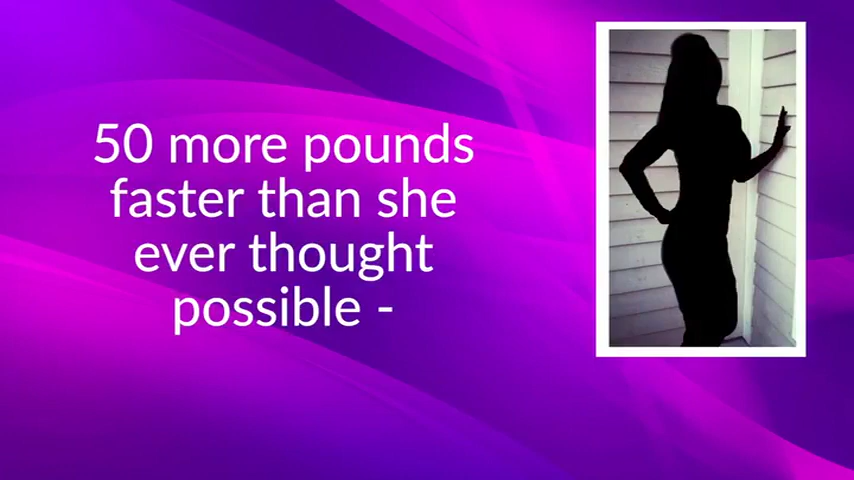 50 more pounds
faster than she
ever thought
possible -